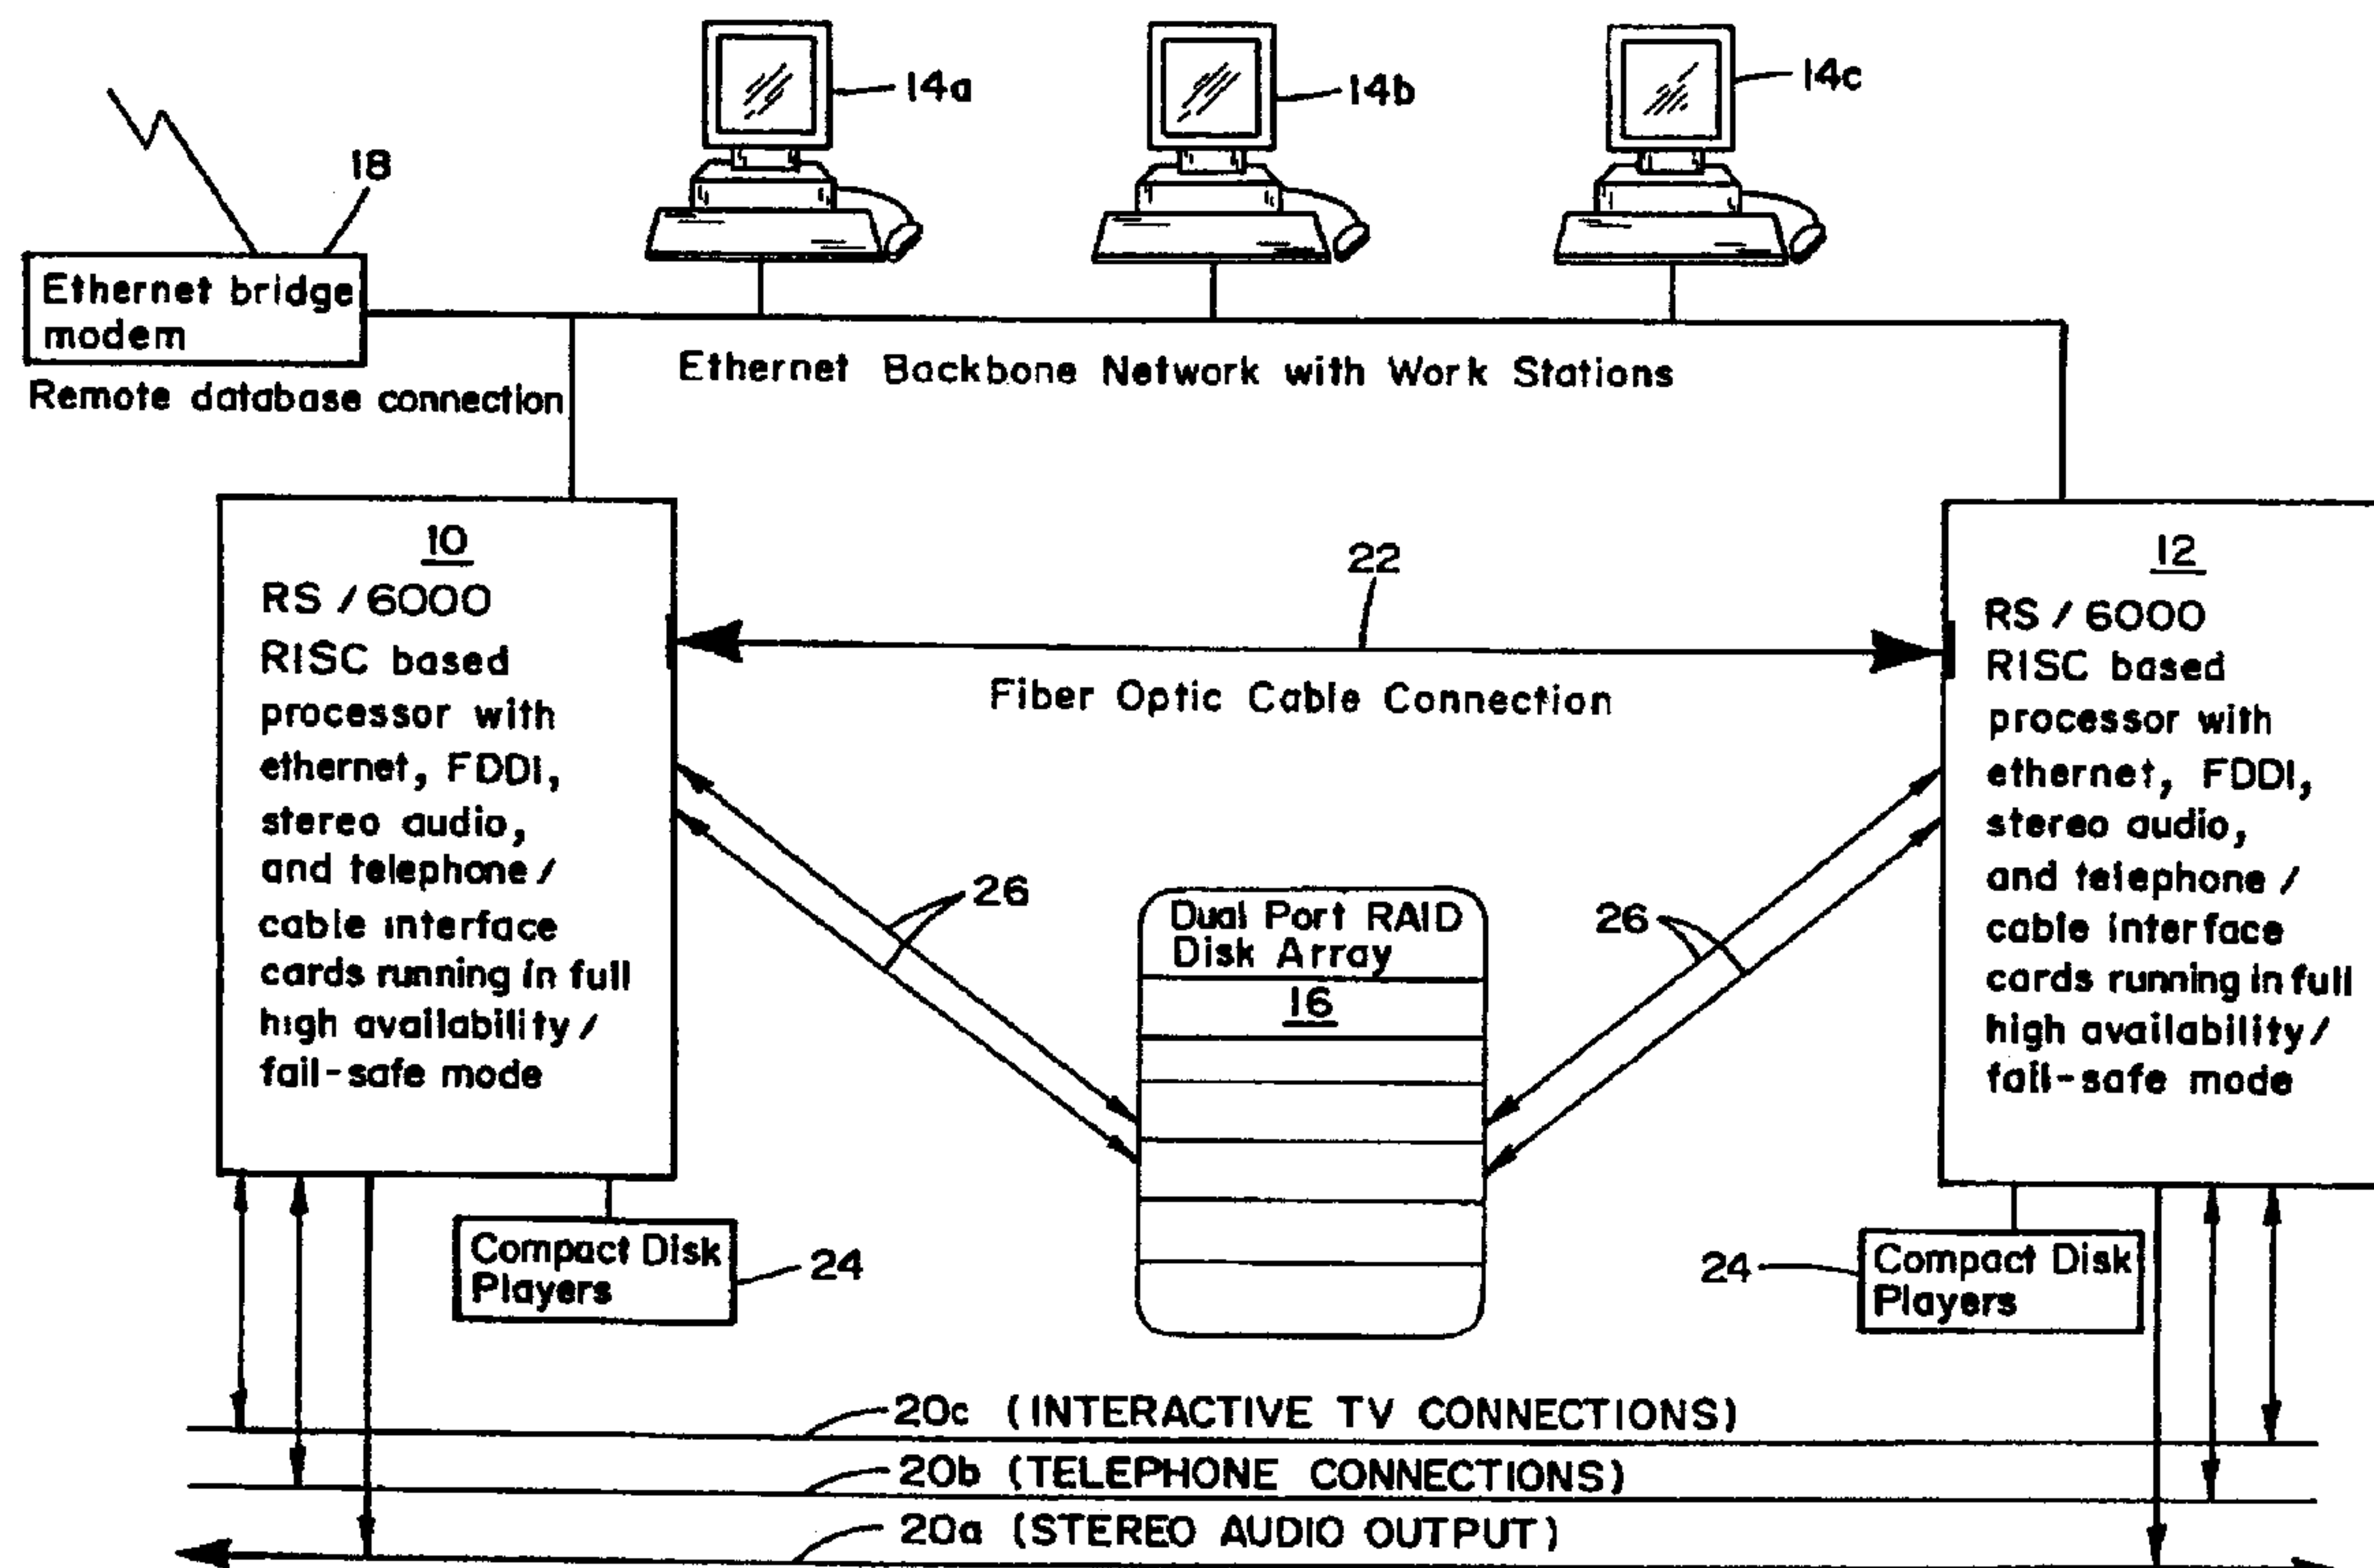 14a
14b
14c
18
Ethernet bridge
modem
Remote database connection
Ethernet Backbone Network with Work Stations
10
RS/6000
RISC based
processor with
ethernet, FDDI,
stereo audio,
and telephone/
cable interface
cards running in full
high availability/
fail-safe mode
22
Fiber Optic Cable Connection
12
RS/6000
RISC based
processor with
ethernet, FDDI,
stereo audio,
and telephone/
cable interface
cards running in full
high availability/
fail-safe mode
26
Dual Port RAID
Disk Array
16
26
Compact Disk
Players
24
24
Compact Disk
Players
20c (INTERACTIVE TV CONNECTIONS)
20b (TELEPHONE CONNECTIONS)
20a (STEREO AUDIO OUTPUT)